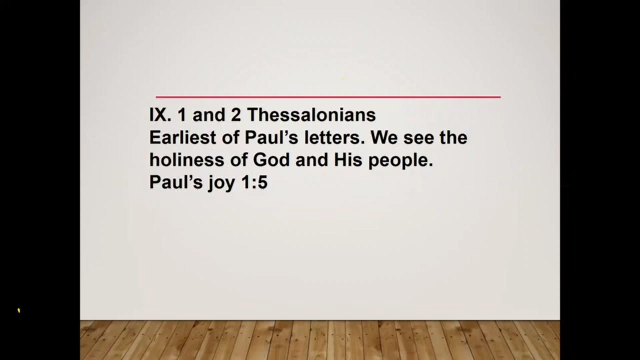 IX. 1 and 2 Thessalonians
Earliest of Paul's letters. We see the
holiness of God and His people.
Paul's joy 1:5